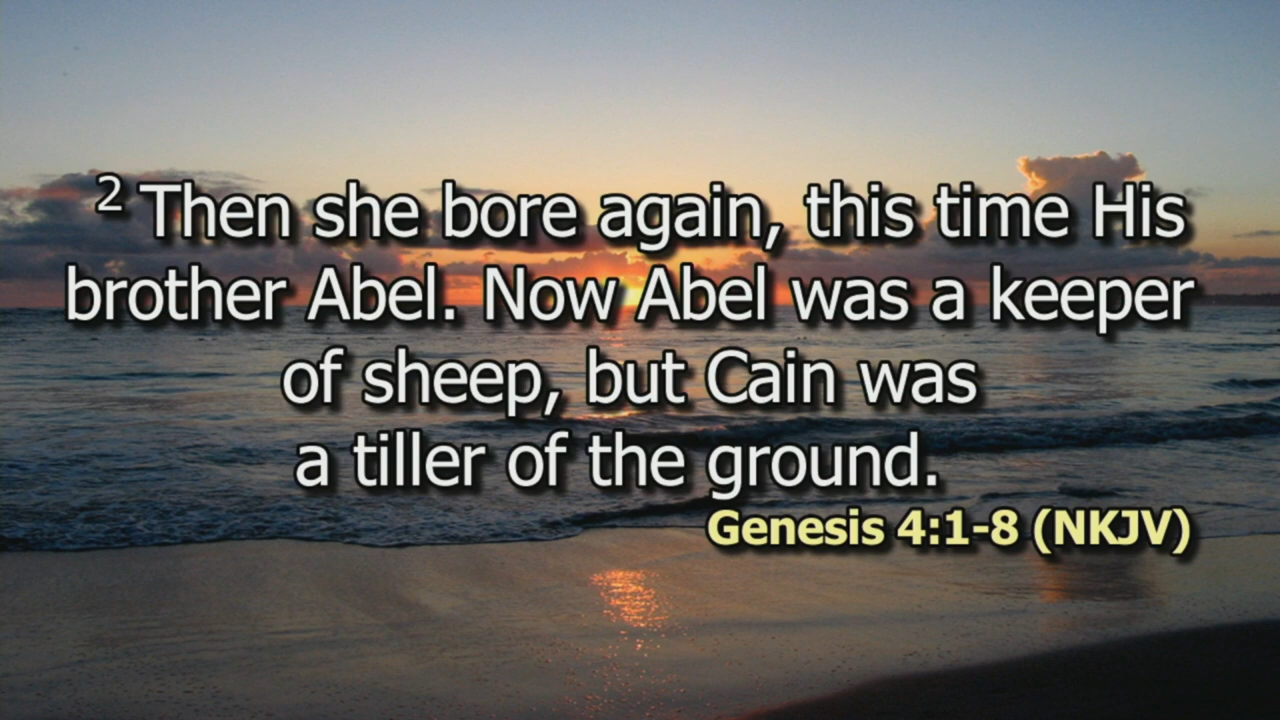 2 Then she bore again, this time His
brother Abel. Now Abel was a keeper
of sheep, but Cain was
a tiller of the ground.
Genesis 4:1-8 (NKJV)